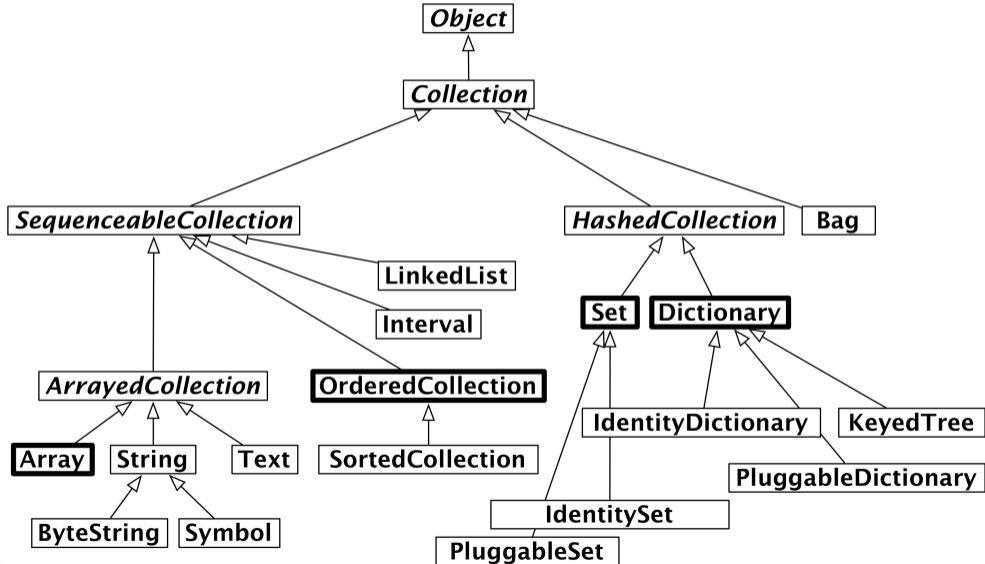 Object
Collection
SequenceableCollection
HashedCollection
Bag
LinkedList
Set
Dictionary
Interval
ArrayedCollection
OrderedCollection
IdentityDictionary
KeyedTree
Array
String
Text
SortedCollection
PluggableDictionary
IdentitySet
ByteString
Symbol
PluggableSet